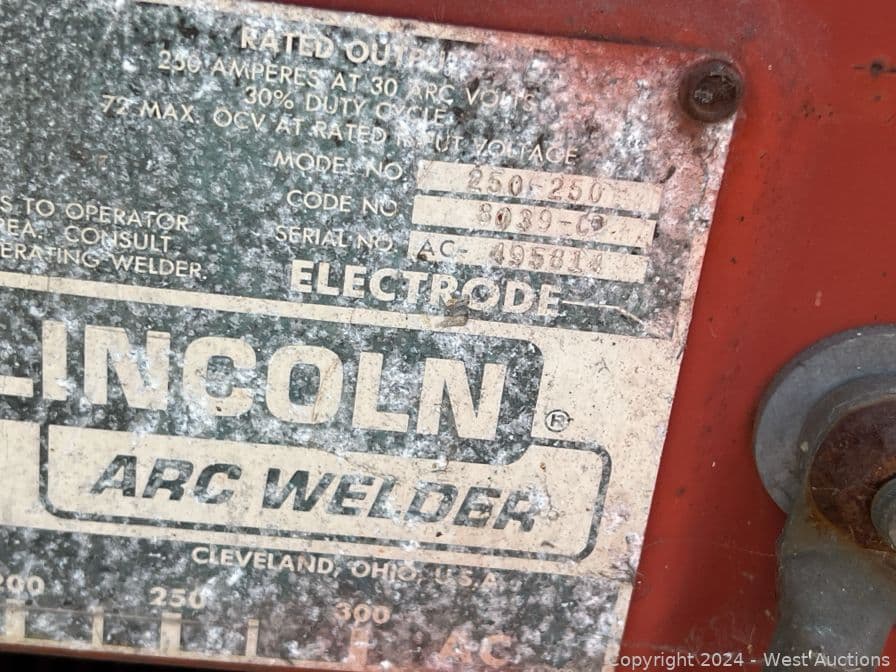 RATED OUTPUT
250 AMPERES AT 30 ARC VOLTS
30% DUTY CYCLE
72 MAX. OCV AT RATED INPUT VOLTAGE
MODEL NO. 250-250
CODE NO. 8039-C
SERIAL NO. AC-495814
S TO OPERATOR
REA. CONSULT
ERATING WELDER
ELECTRODE
LINCOLN ®
ARC WELDER
CLEVELAND, OHIO, U.S.A.
200 250 300
AC
Copyright 2024 - West Auctions